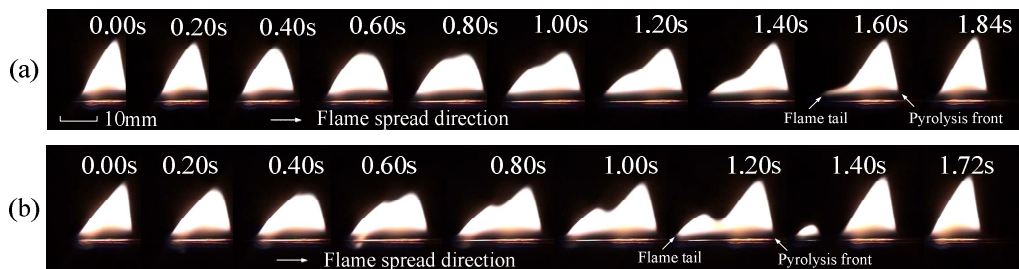 0.00s 0.20s 0.40s 0.60s 0.80s 1.00s 1.20s 1.40s 1.60s 1.84s
(a)
10mm Flame spread direction Flame tail Pyrolysis front
0.00s 0.20s 0.40s 0.60s 0.80s 1.00s 1.20s 1.40s 1.72s
(b)
Flame spread direction Flame tail Pyrolysis front